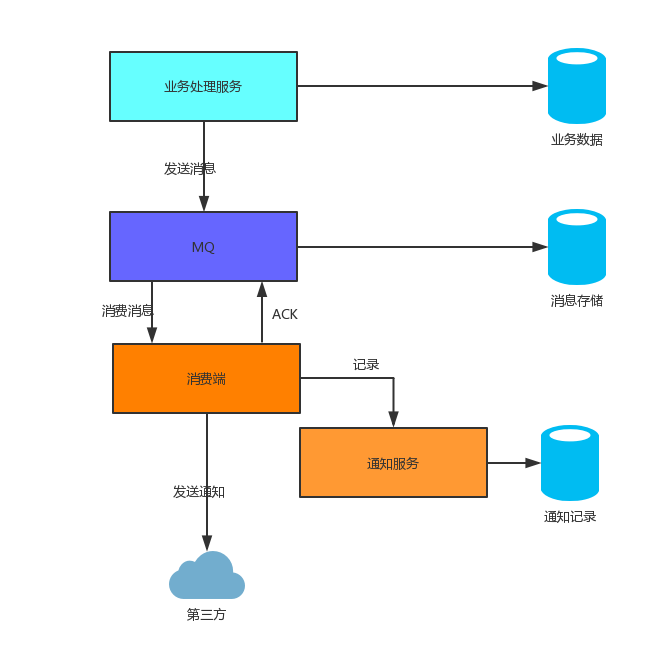 业务处理服务
业务数据
发送消息
MQ
消息存储
消费消息
ACK
记录
消费端
通知服务
发送通知
通知记录
第三方